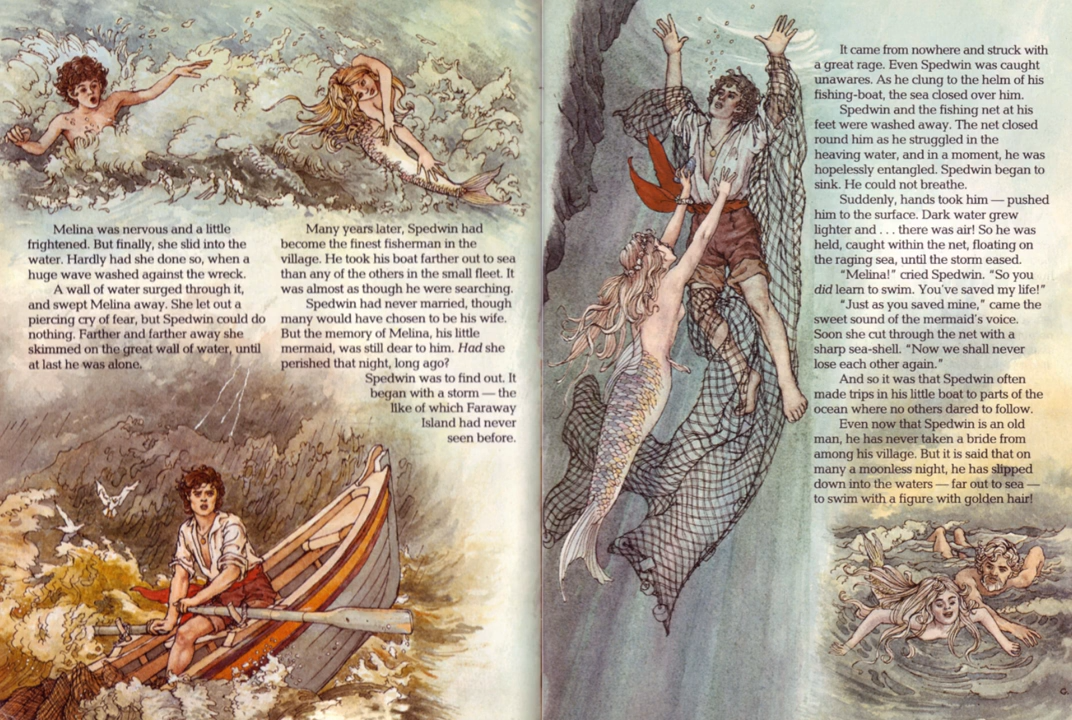 Melina was nervous and a little
frightened. But finally, she slid into the
water. Hardly had she done so, when a
huge wave washed against the wreck.
A wall of water surged through it,
and swept Melina away. She let out a
piercing cry of fear, but Spedwin could do
nothing. Farther and farther away she
skimmed on the great wall of water, until
at last he was alone.
Many years later, Spedwin had
become the finest fisherman in the
village. He took his boat farther out to sea
than any of the others in the small fleet. It
was almost as though he were searching.
Spedwin had never married, though
many would have chosen to be his wife.
But the memory of Melina, his little
mermaid, was still dear to him. Had she
perished that night, long ago?
Spedwin was to find out. It
began with a storm — the
like of which Faraway
Island had never
seen before.
It came from nowhere and struck with
a great rage. Even Spedwin was caught
unawares. As he clung to the helm of his
fishing-boat, the sea closed over him.
Spedwin and the fishing net at his
feet were washed away. The net closed
round him as he struggled in the
heaving water, and in a moment, he was
hopelessly entangled. Spedwin began to
sink. He could not breathe.
Suddenly, hands took him — pushed
him to the surface. Dark water grew
lighter and . . . there was air! So he was
held, caught within the net, floating on
the raging sea, until the storm eased.
“Melina!” cried Spedwin. “So you
did learn to swim. You’ve saved my life!”
“Just as you saved mine,” came the
sweet sound of the mermaid’s voice.
Soon she cut through the net with a
sharp sea-shell. “Now we shall never
lose each other again.”
And so it was that Spedwin often
made trips in his little boat to parts of the
ocean where no others dared to follow.
Even now that Spedwin is an old
man, he has never taken a bride from
among his village. But it is said that on
many a moonless night, he has slipped
down into the waters — far out to sea —
to swim with a figure with golden hair!